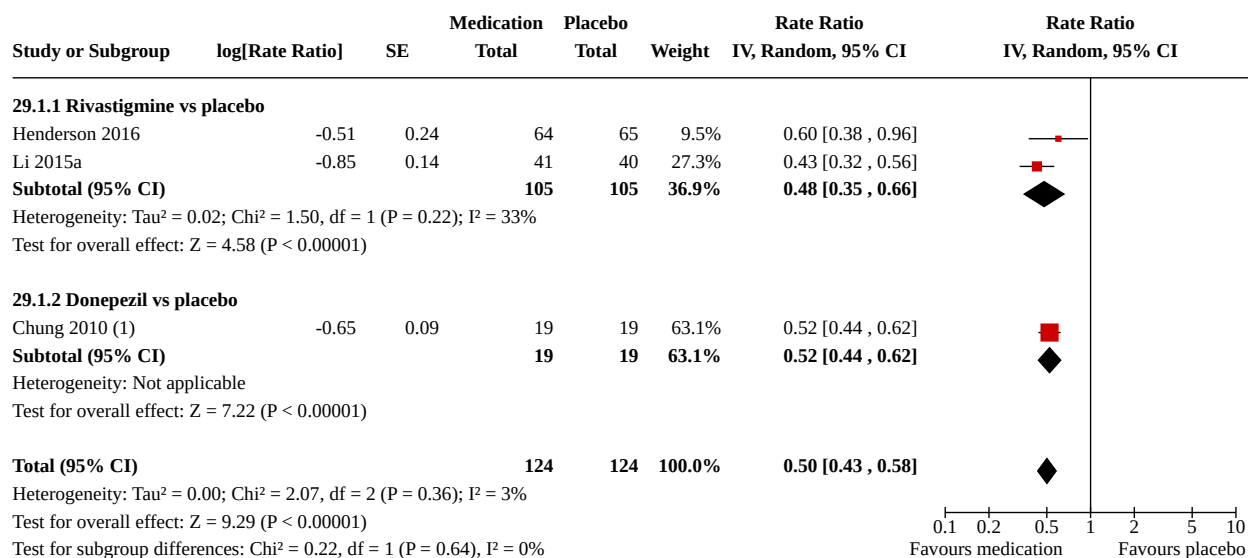 Medication Placebo Rate Ratio Rate Ratio
Study or Subgroup log[Rate Ratio] SE Total Total Weight IV, Random, 95% CI IV, Random, 95% CI
29.1.1 Rivastigmine vs placebo
Henderson 2016 -0.51 0.24 64 65 9.5% 0.60 [0.38 , 0.96]
Li 2015a -0.85 0.14 41 40 27.3% 0.43 [0.32 , 0.56]
Subtotal (95% CI) 105 105 36.9% 0.48 [0.35 , 0.66]
Heterogeneity: Tau² = 0.02; Chi² = 1.50, df = 1 (P = 0.22); I² = 33%
Test for overall effect: Z = 4.58 (P < 0.00001)
29.1.2 Donepezil vs placebo
Chung 2010 (1) -0.65 0.09 19 19 63.1% 0.52 [0.44 , 0.62]
Subtotal (95% CI) 19 19 63.1% 0.52 [0.44 , 0.62]
Heterogeneity: Not applicable
Test for overall effect: Z = 7.22 (P < 0.00001)
Total (95% CI) 124 124 100.0% 0.50 [0.43 , 0.58]
Heterogeneity: Tau² = 0.00; Chi² = 2.07, df = 2 (P = 0.36); I² = 3%
Test for overall effect: Z = 9.29 (P < 0.00001) 0.1 0.2 0.5 1 2 5 10
Test for subgroup differences: Chi² = 0.22, df = 1 (P = 0.64), I² = 0% Favours medication Favours placebo